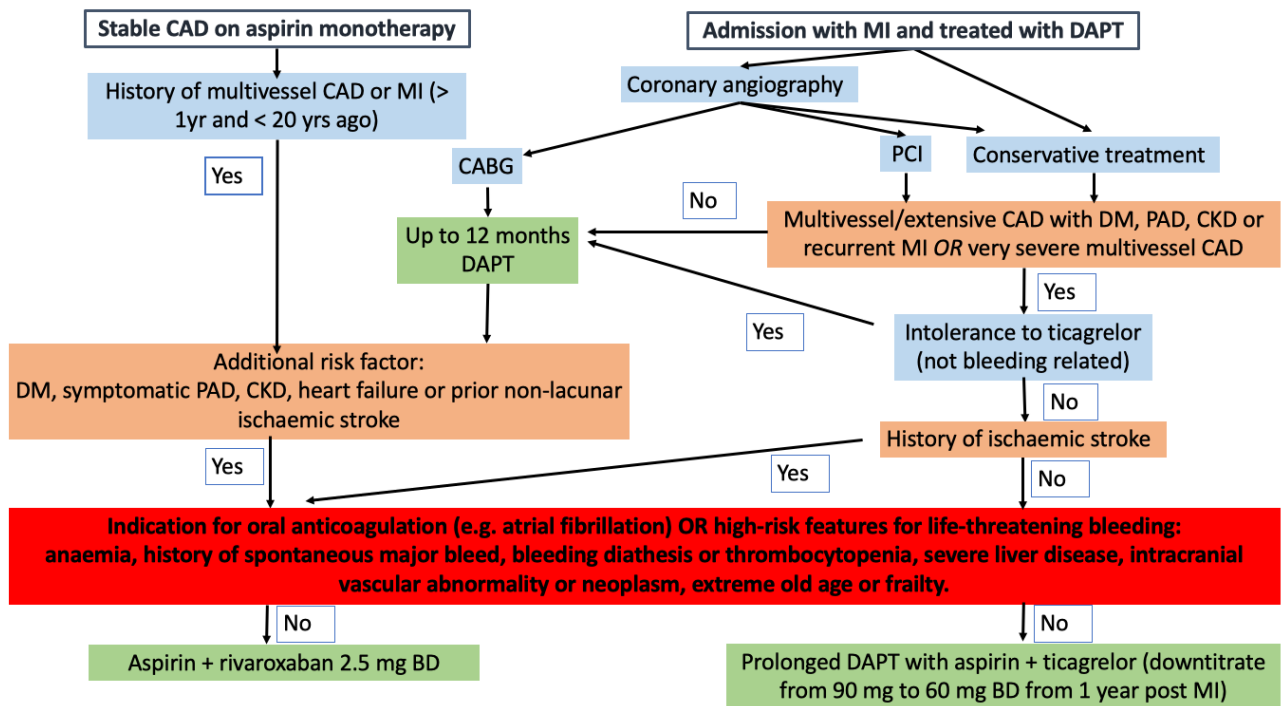 Stable CAD on aspirin monotherapy
Admission with MI and treated with DAPT
History of multivessel CAD or MI (>
1yr and < 20 yrs ago)
Coronary angiography
Yes
CABG
PCI
Conservative treatment
No
Up to 12 months
DAPT
Multivessel/extensive CAD with DM, PAD, CKD or
recurrent MI OR very severe multivessel CAD
Yes
Yes
Intolerance to ticagrelor
(not bleeding related)
Additional risk factor:
DM, symptomatic PAD, CKD, heart failure or prior non-lacunar
ischaemic stroke
No
History of ischaemic stroke
Yes
Yes
No
Indication for oral anticoagulation (e.g. atrial fibrillation) OR high-risk features for life-threatening bleeding:
anaemia, history of spontaneous major bleed, bleeding diathesis or thrombocytopenia, severe liver disease, intracranial
vascular abnormality or neoplasm, extreme old age or frailty.
No
No
Aspirin + rivaroxaban 2.5 mg BD
Prolonged DAPT with aspirin + ticagrelor (downtitrate
from 90 mg to 60 mg BD from 1 year post MI)